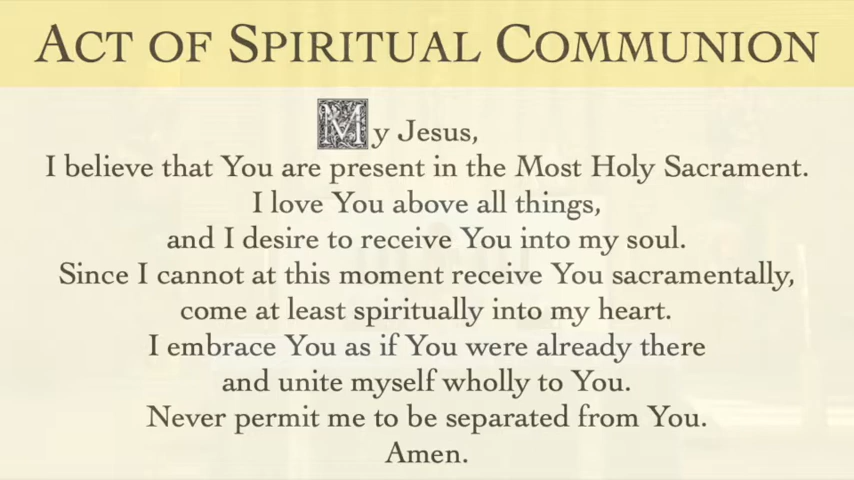 ACT OF SPIRITUAL COMMUNION
My Jesus,
I believe that You are present in the Most Holy Sacrament.
I love You above all things,
and I desire to receive You into my soul.
Since I cannot at this moment receive You sacramentally,
come at least spiritually into my heart.
I embrace You as if You were already there
and unite myself wholly to You.
Never permit me to be separated from You.
Amen.